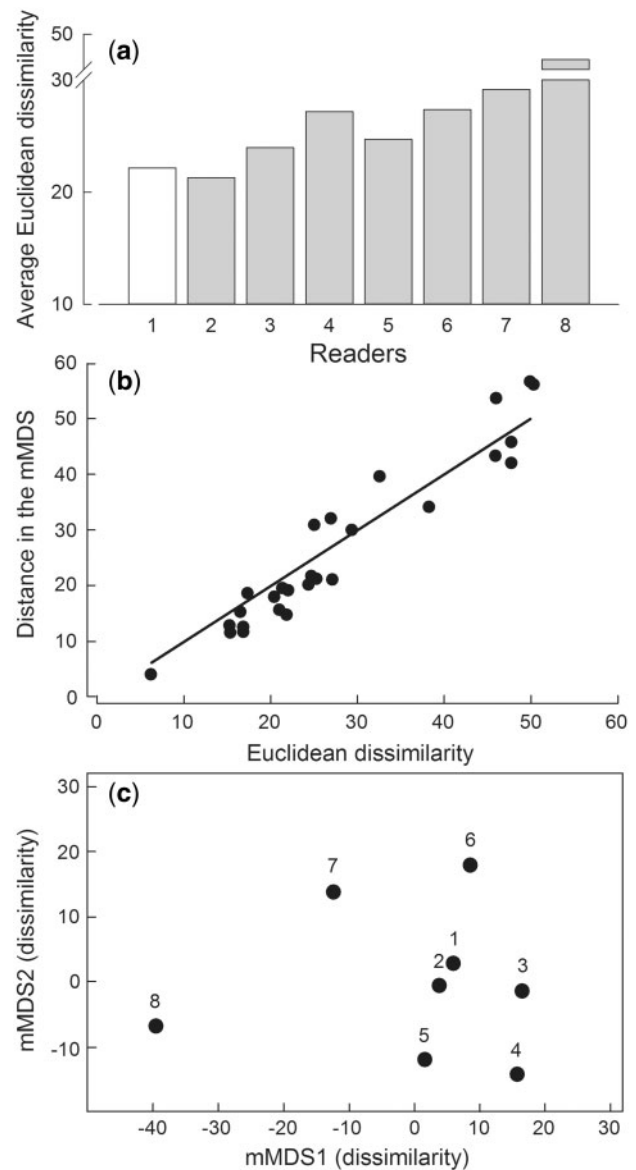 (a)
Average Euclidean dissimilarity
50
30
20
10
1 2 3 4 5 6 7 8
Readers
(b)
Distance in the mMDS
60
50
40
30
20
10
0
0 10 20 30 40 50 60
Euclidean dissimilarity
(c)
mMDS2 (dissimilarity)
30
20
10
0
-10
6
7
1
2
3
8
5
4
-40 -30 -20 -10 0 10 20 30
mMDS1 (dissimilarity)